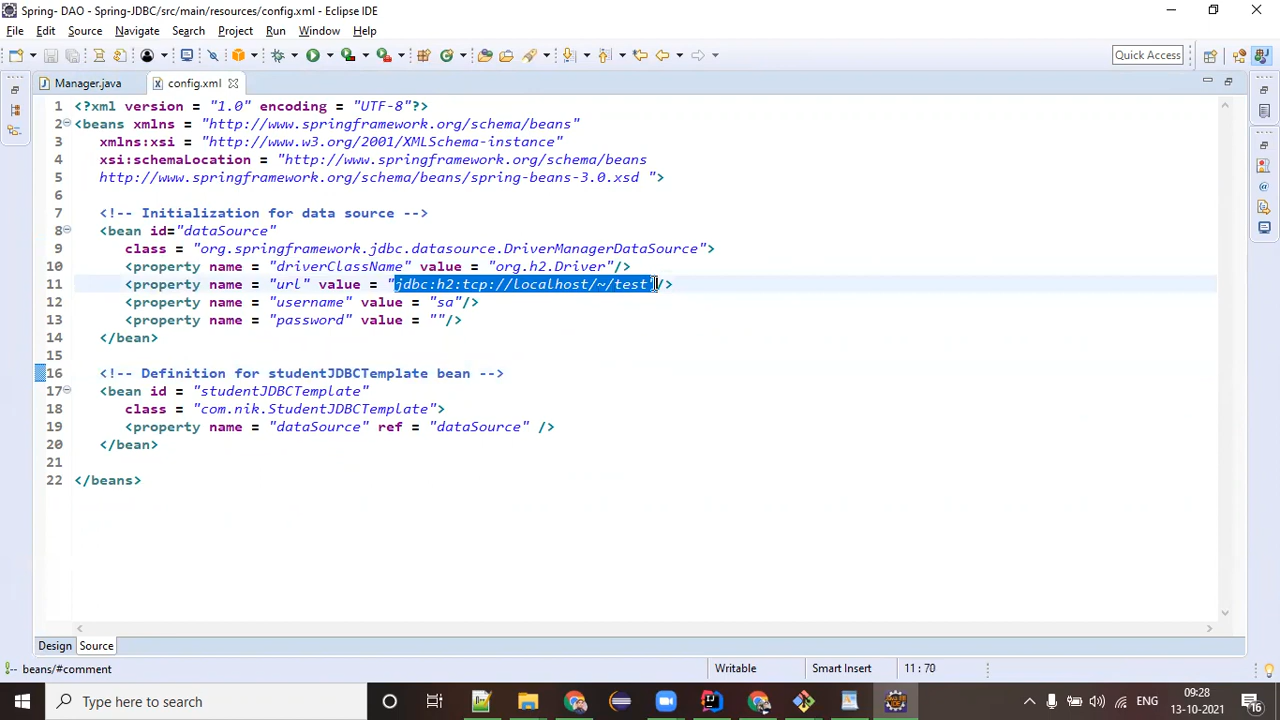 Spring- DAO - Spring-JDBC/src/main/resources/config.xml - Eclipse IDE
File Edit Source Navigate Search Project Run Window Help
Quick Access
Manager.java config.xml
1 <?xml version = "1.0" encoding = "UTF-8"?>
2 <beans xmlns = "http://www.springframework.org/schema/beans"
3 xmlns:xsi = "http://www.w3.org/2001/XMLSchema-instance"
4 xsi:schemaLocation = "http://www.springframework.org/schema/beans
5 http://www.springframework.org/schema/beans/spring-beans-3.0.xsd ">
6
7 <!-- Initialization for data source -->
8 <bean id="dataSource"
9 class = "org.springframework.jdbc.datasource.DriverManagerDataSource">
10 <property name = "driverClassName" value = "org.h2.Driver"/>
11 <property name = "url" value = "jdbc:h2:tcp://localhost/~/test"/>
12 <property name = "username" value = "sa"/>
13 <property name = "password" value = ""/>
14 </bean>
15
16 <!-- Definition for studentJDBCTemplate bean -->
17 <bean id = "studentJDBCTemplate"
18 class = "com.nik.StudentJDBCTemplate">
19 <property name = "dataSource" ref = "dataSource" />
20 </bean>
21
22 </beans>
Design Source
beans/#comment Writable Smart Insert 11 : 70
Type here to search
ENG
09:28
13-10-2021
16